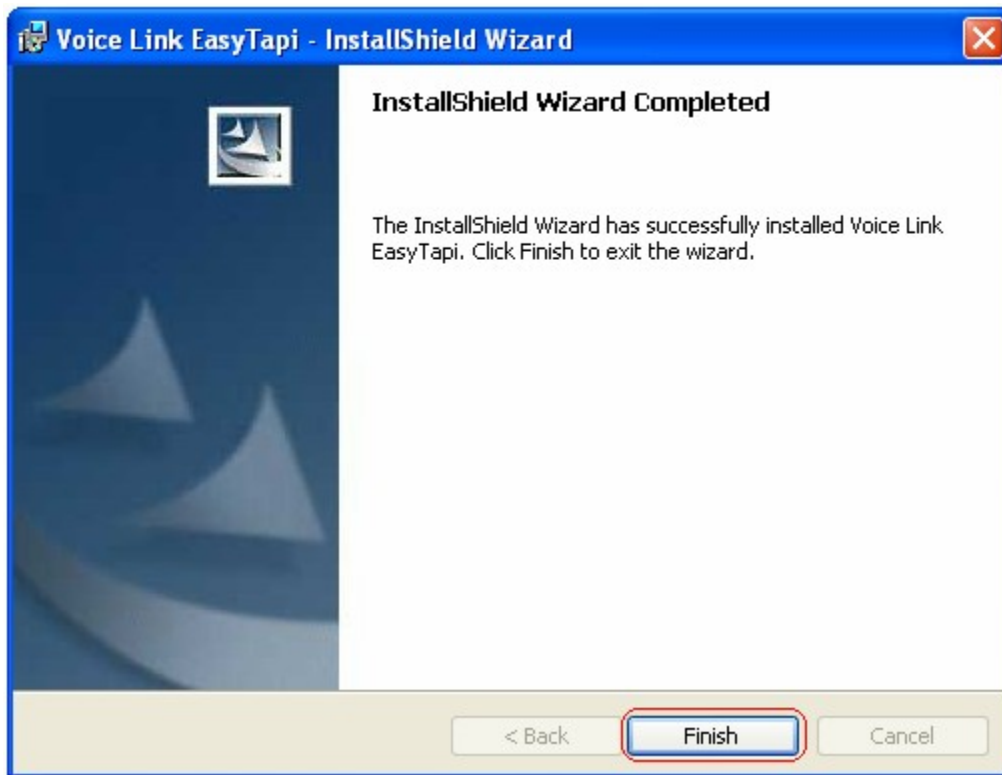 Voice Link EasyTapi - InstallShield Wizard
InstallShield Wizard Completed
The InstallShield Wizard has successfully installed Voice Link
EasyTapi. Click Finish to exit the wizard.
< Back
Finish
Cancel